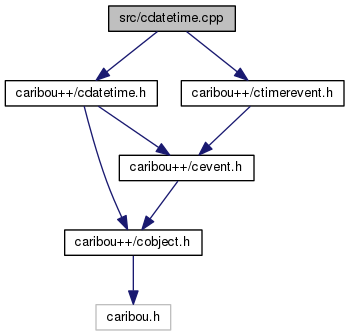 src/cdatetime.cpp
caribou++/cdatetime.h
caribou++/ctimerevent.h
caribou++/cevent.h
caribou++/cobject.h
caribou.h